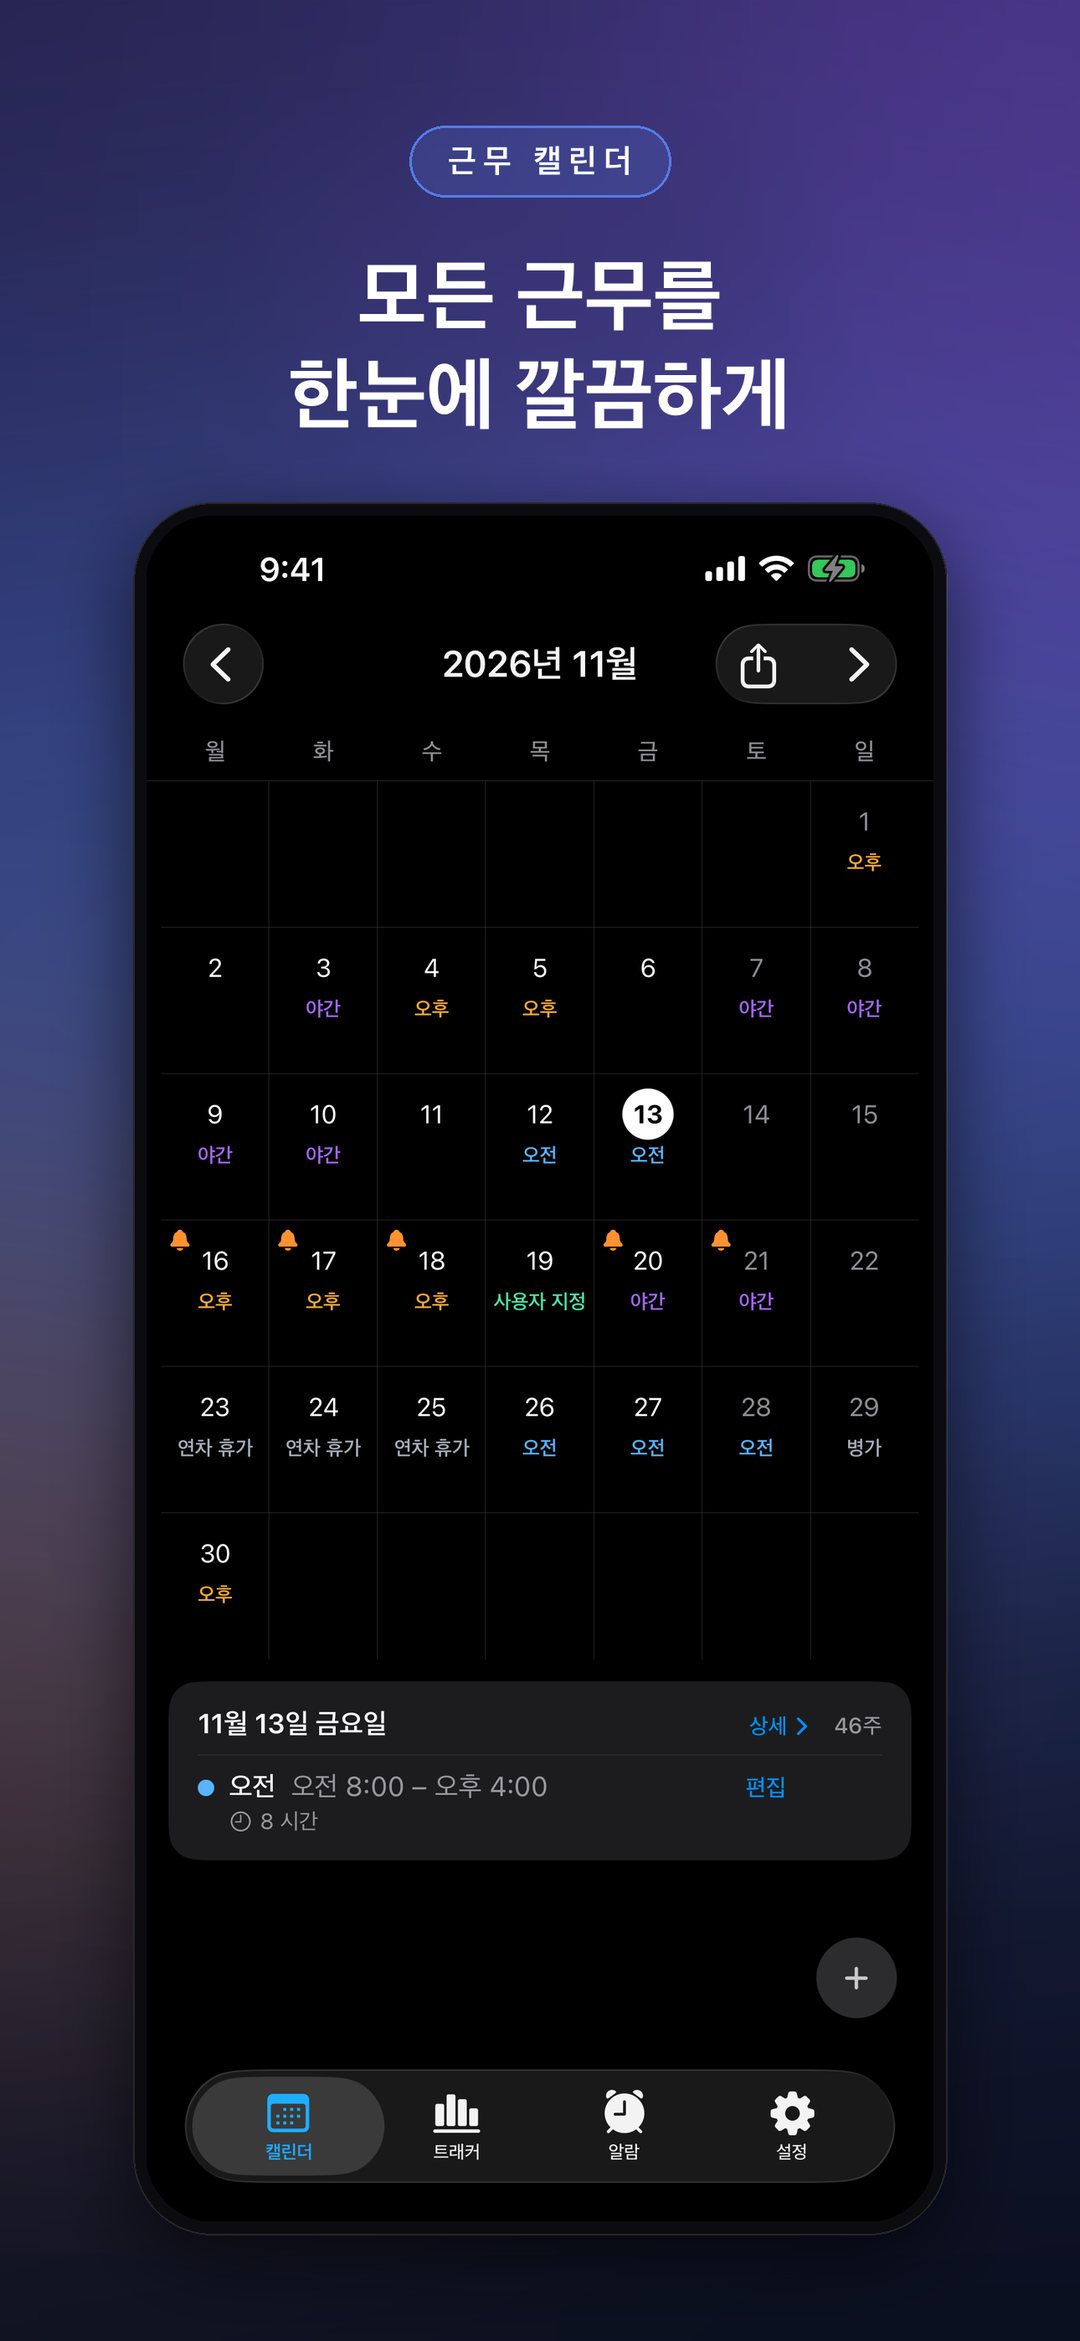 근무 캘린더
모든 근무를
한눈에 깔끔하게
9:41
2026년 11월
월 화 수 목 금 토 일
1
오후
2 3 4 5 6 7 8
야간 오후 오후 야간 야간
9 10 11 12 13 14 15
야간 야간 오전 오전
16 17 18 19 20 21 22
오후 오후 오후 사용자 지정 야간 야간
23 24 25 26 27 28 29
연차 휴가 연차 휴가 연차 휴가 오전 오전 오전 병가
30
오후
11월 13일 금요일 상세 46주
오전 오전 8:00 – 오후 4:00 편집
8 시간
캘린더 트래커 알람 설정